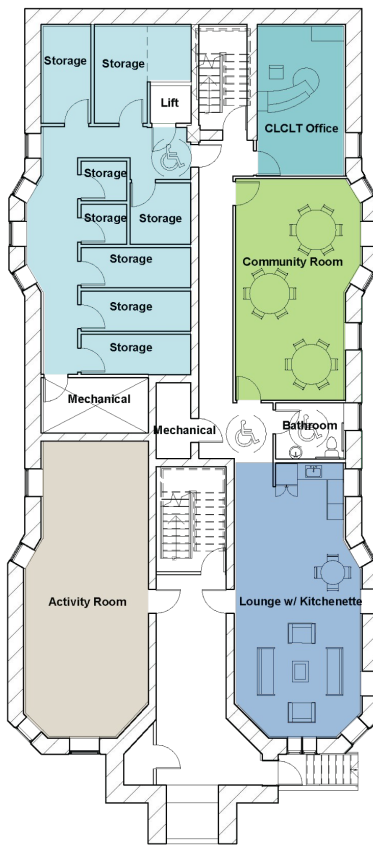 Storage
Storage
Lift
CLCLT Office
Storage
Storage
Storage
Storage
Community Room
Storage
Storage
Mechanical
Mechanical
Bathroom
Activity Room
Lounge w/ Kitchenette